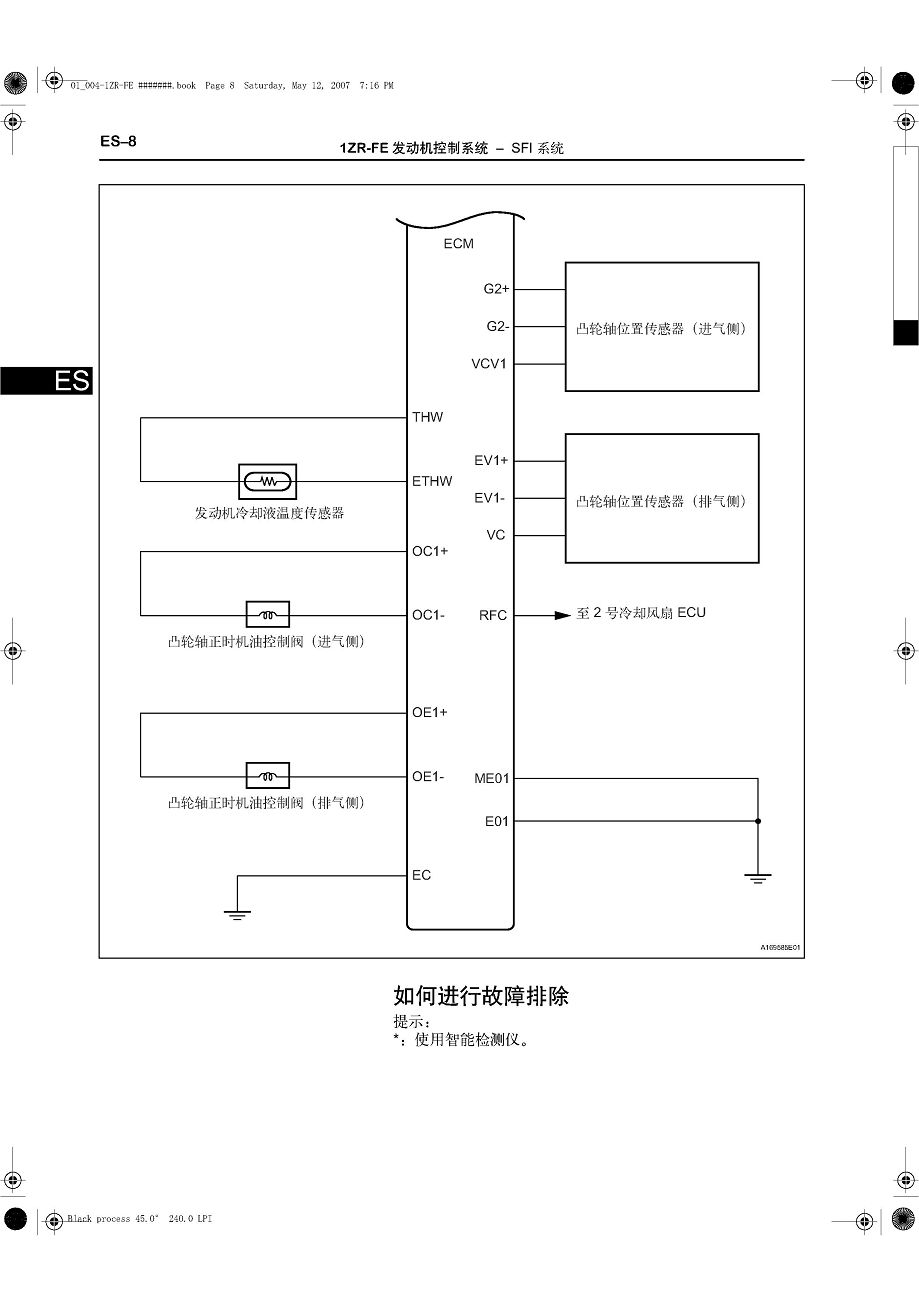 01_004-1ZR-FE #######.book Page 8 Saturday, May 12, 2007 7:16 PM
ES–8
1ZR-FE 发动机控制系统 – SFI 系统
ES
ECM
G2+
G2-
凸轮轴位置传感器（进气侧）
VCV1
THW
EV1+
ETHW
EV1-
凸轮轴位置传感器（排气侧）
发动机冷却液温度传感器
VC
OC1+
OC1-
RFC
至 2 号冷却风扇 ECU
凸轮轴正时机油控制阀（进气侧）
OE1+
OE1-
ME01
凸轮轴正时机油控制阀（排气侧）
E01
EC
A169585E01
如何进行故障排除
提示：
*：使用智能检测仪。
Black process 45.0° 240.0 LPI